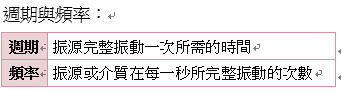 週期與頻率：
週期 振源完整振動一次所需的時間
頻率 振源或介質在每一秒所完整振動的次數